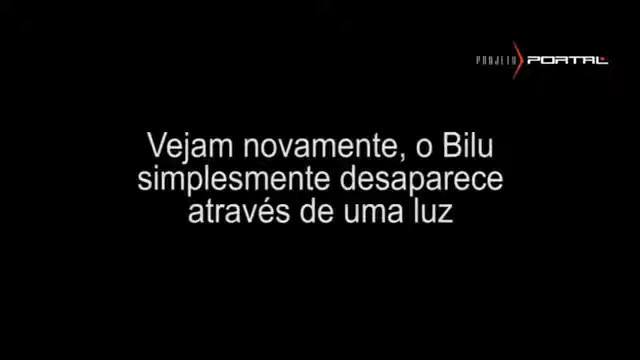 PROJETO PORTAL
Vejam novamente, o Bilu
simplesmente desaparece
através de uma luz